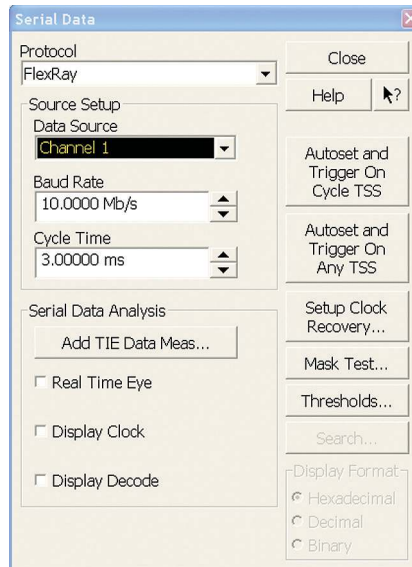 Serial Data
Protocol
FlexRay
Source Setup
Data Source
Channel 1
Baud Rate
10.0000 Mb/s
Cycle Time
3.00000 ms
Serial Data Analysis
Add TIE Data Meas...
Real Time Eye
Display Clock
Display Decode
Close
Help
?
Autoset and
Trigger On
Cycle TSS
Autoset and
Trigger On
Any TSS
Setup Clock
Recovery...
Mask Test...
Thresholds...
Search...
Display Format
Hexadecimal
Decimal
Binary